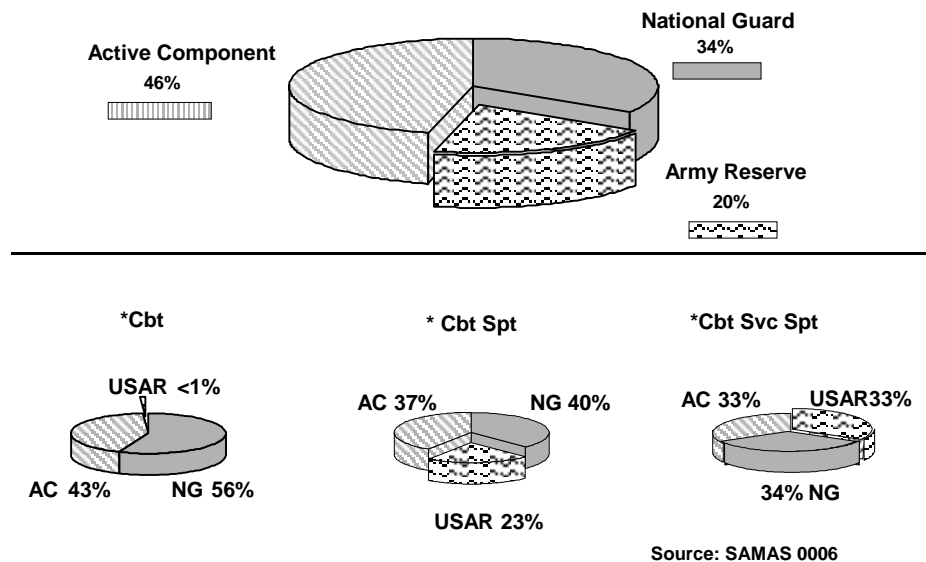 National Guard
34%
Active Component
46%
Army Reserve
20%
*Cbt
* Cbt Spt
*Cbt Svc Spt
USAR <1%
AC 43%
NG 56%
AC 37%
NG 40%
USAR 23%
AC 33%
USAR33%
34% NG
Source: SAMAS 0006